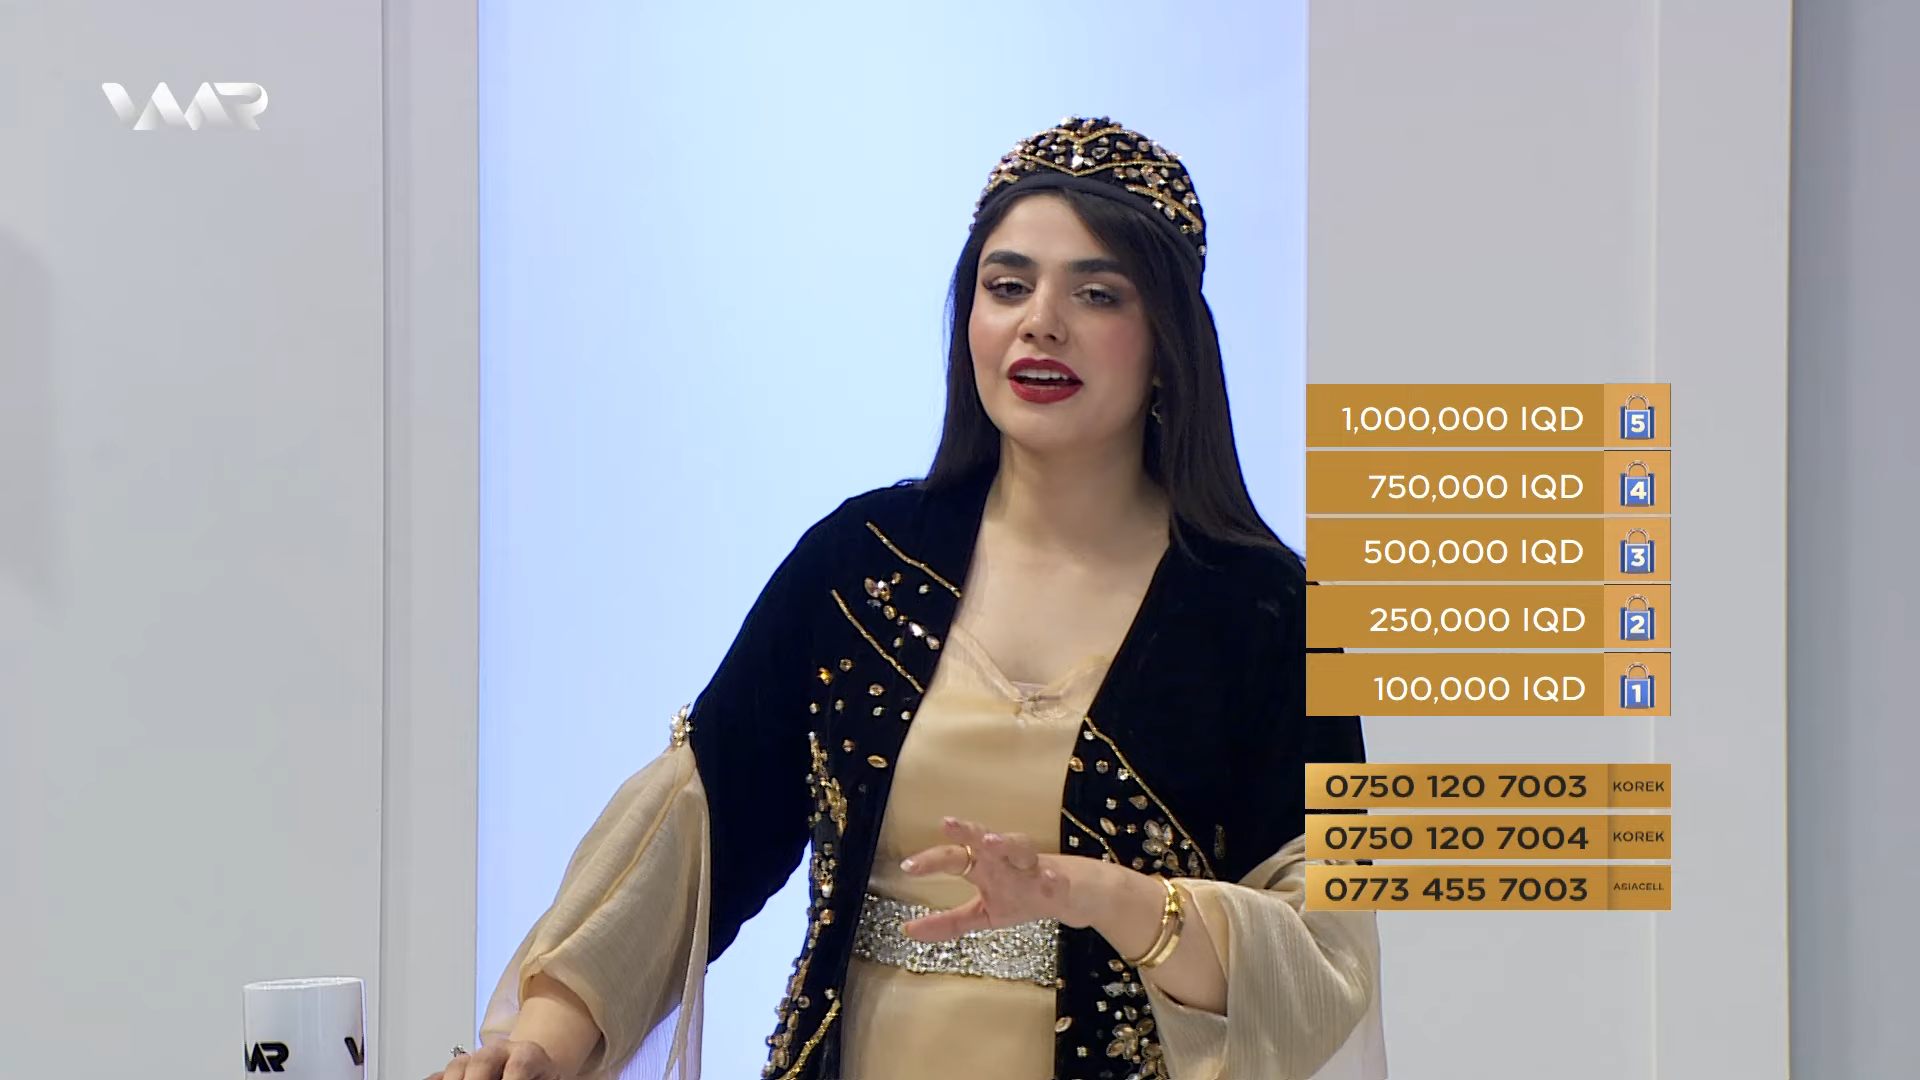 WAAR
1,000,000 IQD 5
750,000 IQD 4
500,000 IQD 3
250,000 IQD 2
100,000 IQD 1
0750 120 7003 KOREK
0750 120 7004 KOREK
0773 455 7003 ASIACELL